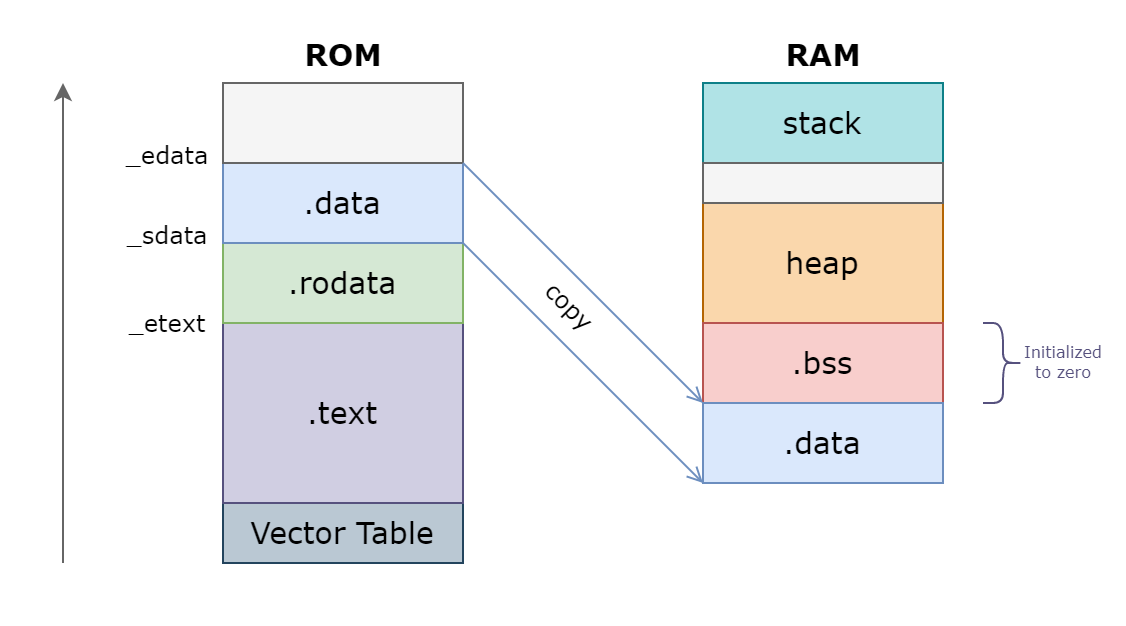 ROM
_edata
.data
_sdata
.rodata
_etext
.text
Vector Table
copy
RAM
stack
heap
.bss
.data
Initialized
to zero